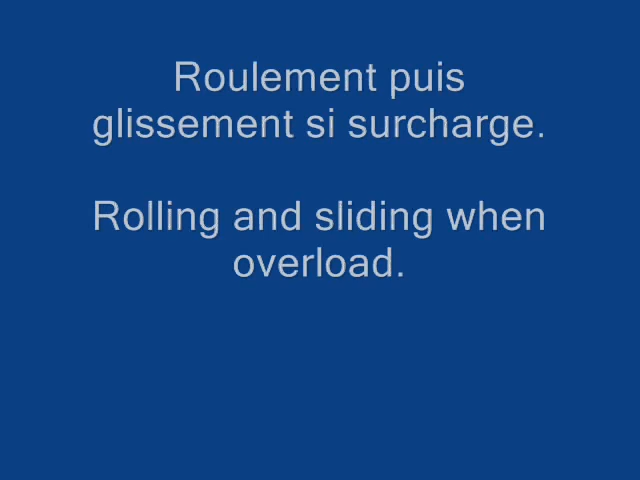 Roulement puis
glissement si surcharge.
Rolling and sliding when
overload.